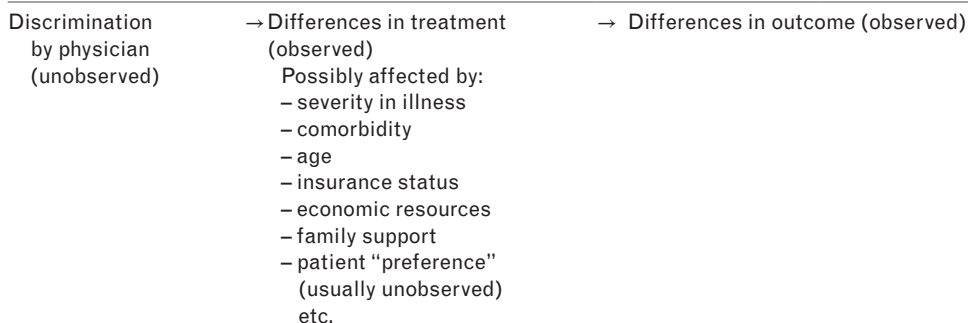 Discrimination → Differences in treatment → Differences in outcome (observed)
by physician (observed)
(unobserved) Possibly affected by:
– severity in illness
– comorbidity
– age
– insurance status
– economic resources
– family support
– patient “preference”
(usually unobserved)
etc.